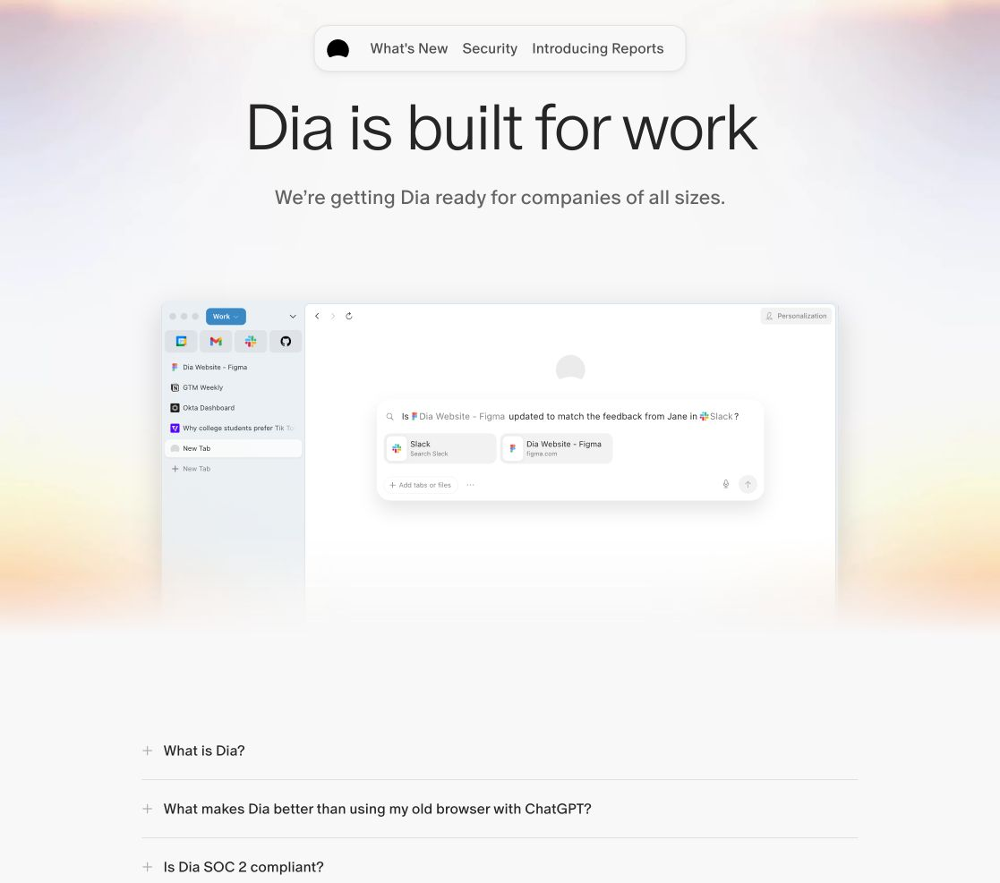 What's New Security Introducing Reports
Dia is built for work
We’re getting Dia ready for companies of all sizes.
Work
Personalization
Dia Website - Figma
GTM Weekly
Okta Dashboard
Why college students prefer Tik To
New Tab
New Tab
Is Dia Website - Figma updated to match the feedback from Jane in Slack?
Slack
Search Slack
Dia Website - Figma
figma.com
Add tabs or files
What is Dia?
What makes Dia better than using my old browser with ChatGPT?
Is Dia SOC 2 compliant?